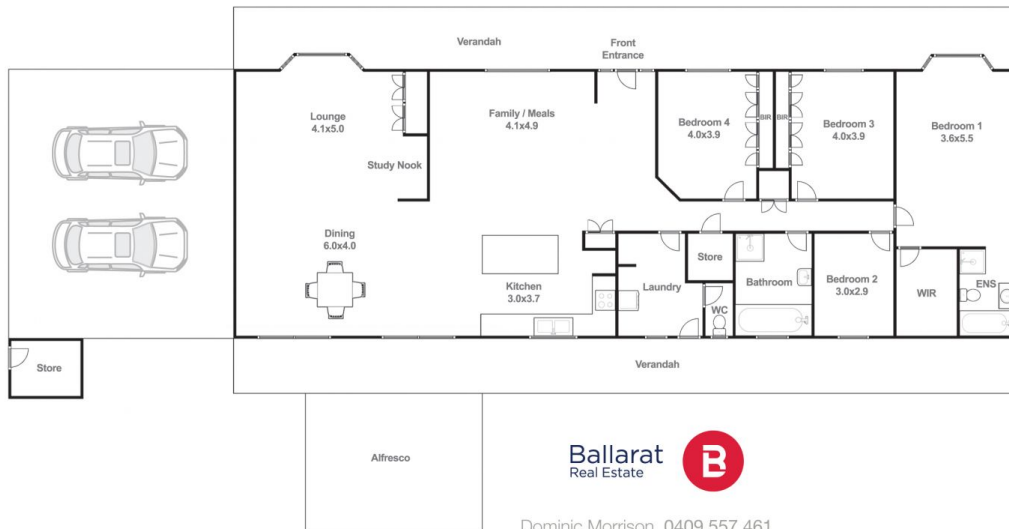 Verandah
Front
Entrance
Lounge
4.1x5.0
Family / Meals
4.1x4.9
Bedroom 4
4.0x3.9
BIR
BIR
Bedroom 3
4.0x3.9
Bedroom 1
3.6x5.5
Study Nook
Dining
6.0x4.0
Kitchen
3.0x3.7
Laundry
Store
WC
Bathroom
Bedroom 2
3.0x2.9
WIR
ENS
Store
Verandah
Alfresco
Ballarat
Real Estate
B
Dominic Morrison 0409 557 461